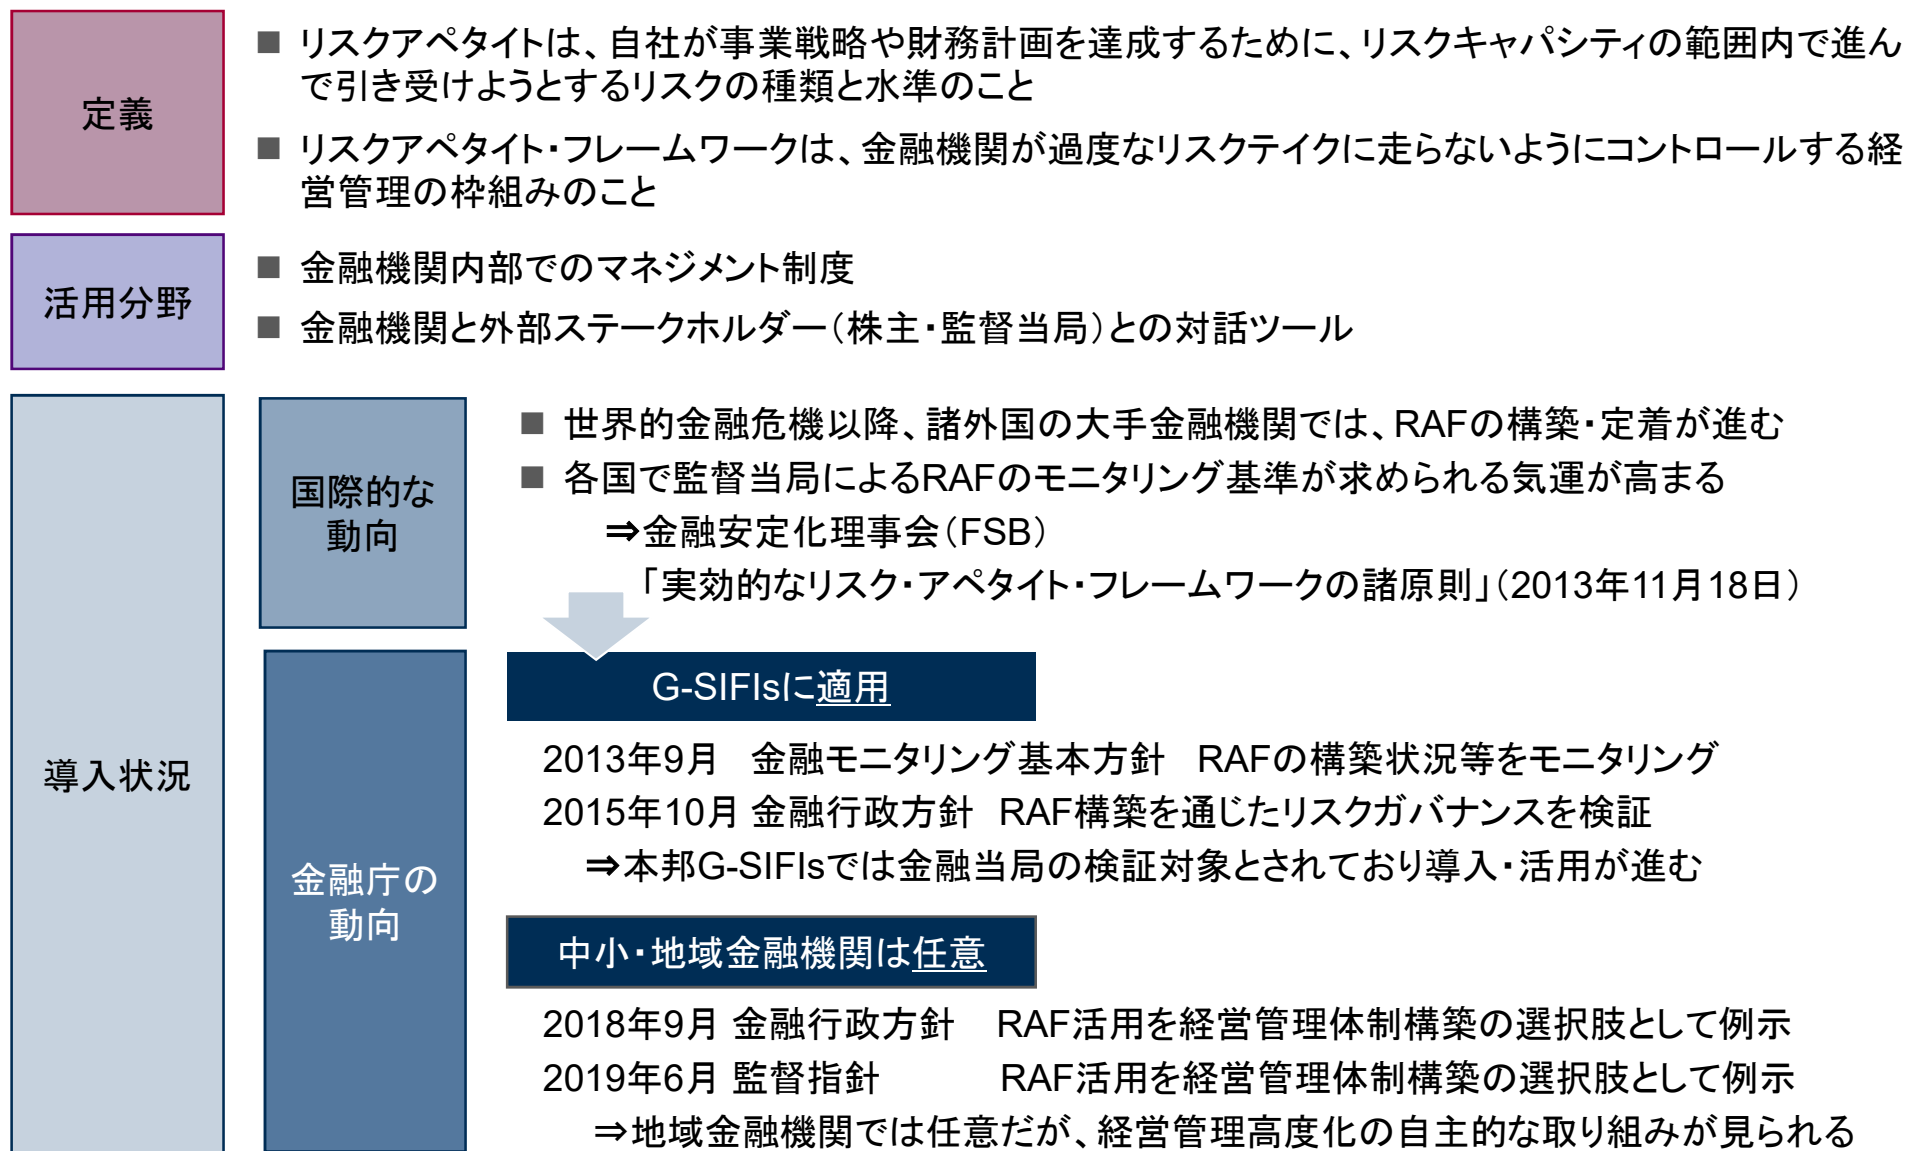 定義
■ リスクアペタイトは、自社が事業戦略や財務計画を達成するために、リスクキャパシティの範囲内で進ん
で引き受けようとするリスクの種類と水準のこと
■ リスクアペタイト・フレームワークは、金融機関が過度なリスクテイクに走らないようにコントロールする経
営管理の枠組みのこと
活用分野
■ 金融機関内部でのマネジメント制度
■ 金融機関と外部ステークホルダー（株主・監督当局）との対話ツール
導入状況
国際的な
動向
■ 世界的金融危機以降、諸外国の大手金融機関では、RAFの構築・定着が進む
■ 各国で監督当局によるRAFのモニタリング基準が求められる気運が高まる
⇒金融安定化理事会（FSB）
「実効的なリスク・アペタイト・フレームワークの諸原則」（2013年11月18日）
金融庁の
動向
G-SIFIsに適用
2013年9月 金融モニタリング基本方針 RAFの構築状況等をモニタリング
2015年10月 金融行政方針 RAF構築を通じたリスクガバナンスを検証
⇒本邦G-SIFIsでは金融当局の検証対象とされており導入・活用が進む
中小・地域金融機関は任意
2018年9月 金融行政方針 RAF活用を経営管理体制構築の選択肢として例示
2019年6月 監督指針 RAF活用を経営管理体制構築の選択肢として例示
⇒地域金融機関では任意だが、経営管理高度化の自主的な取り組みが見られる